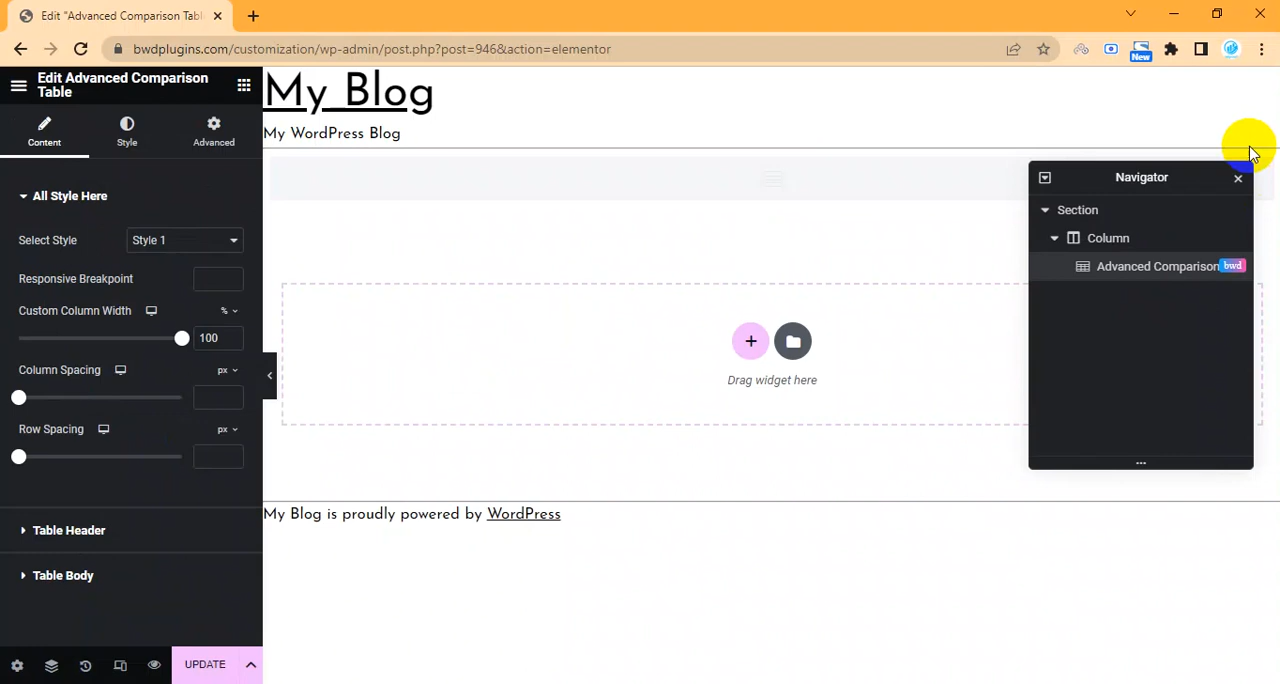 Edit "Advanced Comparison Tabl
bwdplugins.com/customization/wp-admin/post.php?post=946&action=elementor
New
Edit Advanced Comparison Table
Content
Style
Advanced
All Style Here
Select Style
Style 1
Responsive Breakpoint
Custom Column Width
%
100
Column Spacing
px
Row Spacing
px
Table Header
Table Body
UPDATE
My Blog
My WordPress Blog
Drag widget here
My Blog is proudly powered by WordPress
Navigator
Section
Column
Advanced Comparison
bwd